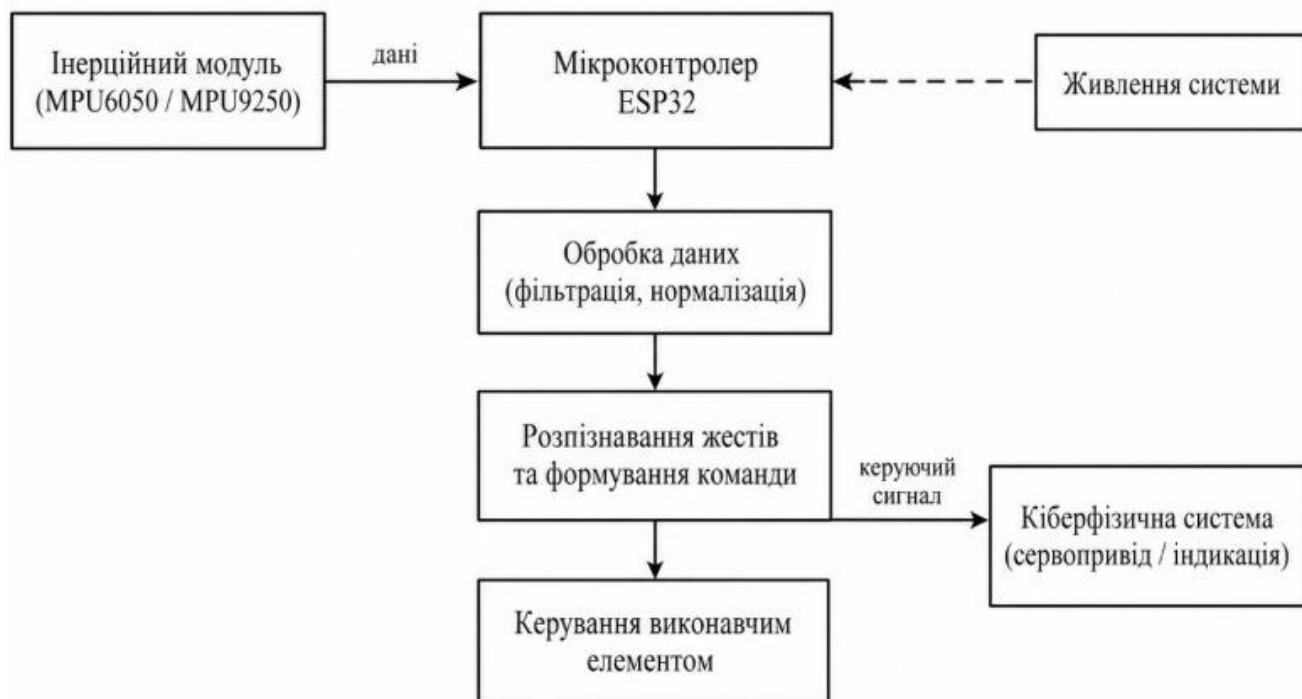 Інерційний модуль
(MPU6050 / MPU9250)
дані
Мікроконтролер
ESP32
Живлення системи
Обробка даних
(фільтрація, нормалізація)
Розпізнавання жестів
та формування команди
керуючий
сигнал
Кіберфізична система
(сервопривід / індикація)
Керування виконавчим
елементом